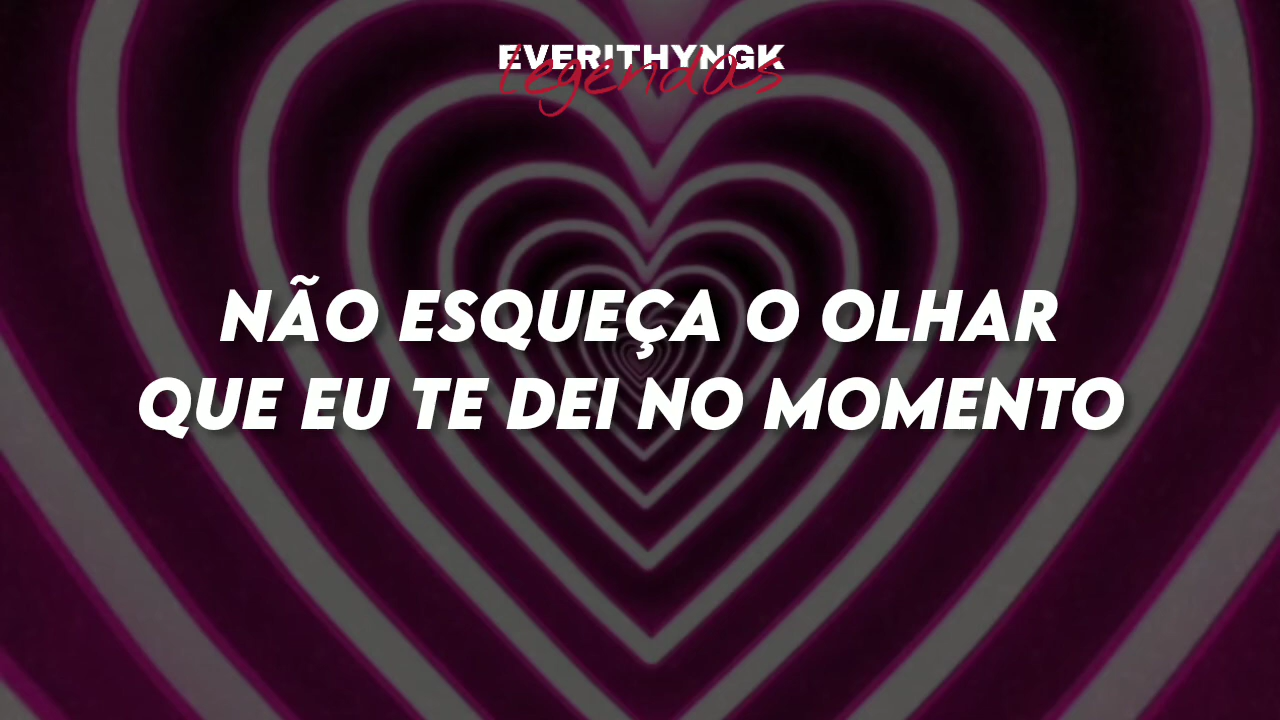 EVERITHYNGK
legendas
NÃO ESQUEÇA O OLHAR
QUE EU TE DEI NO MOMENTO